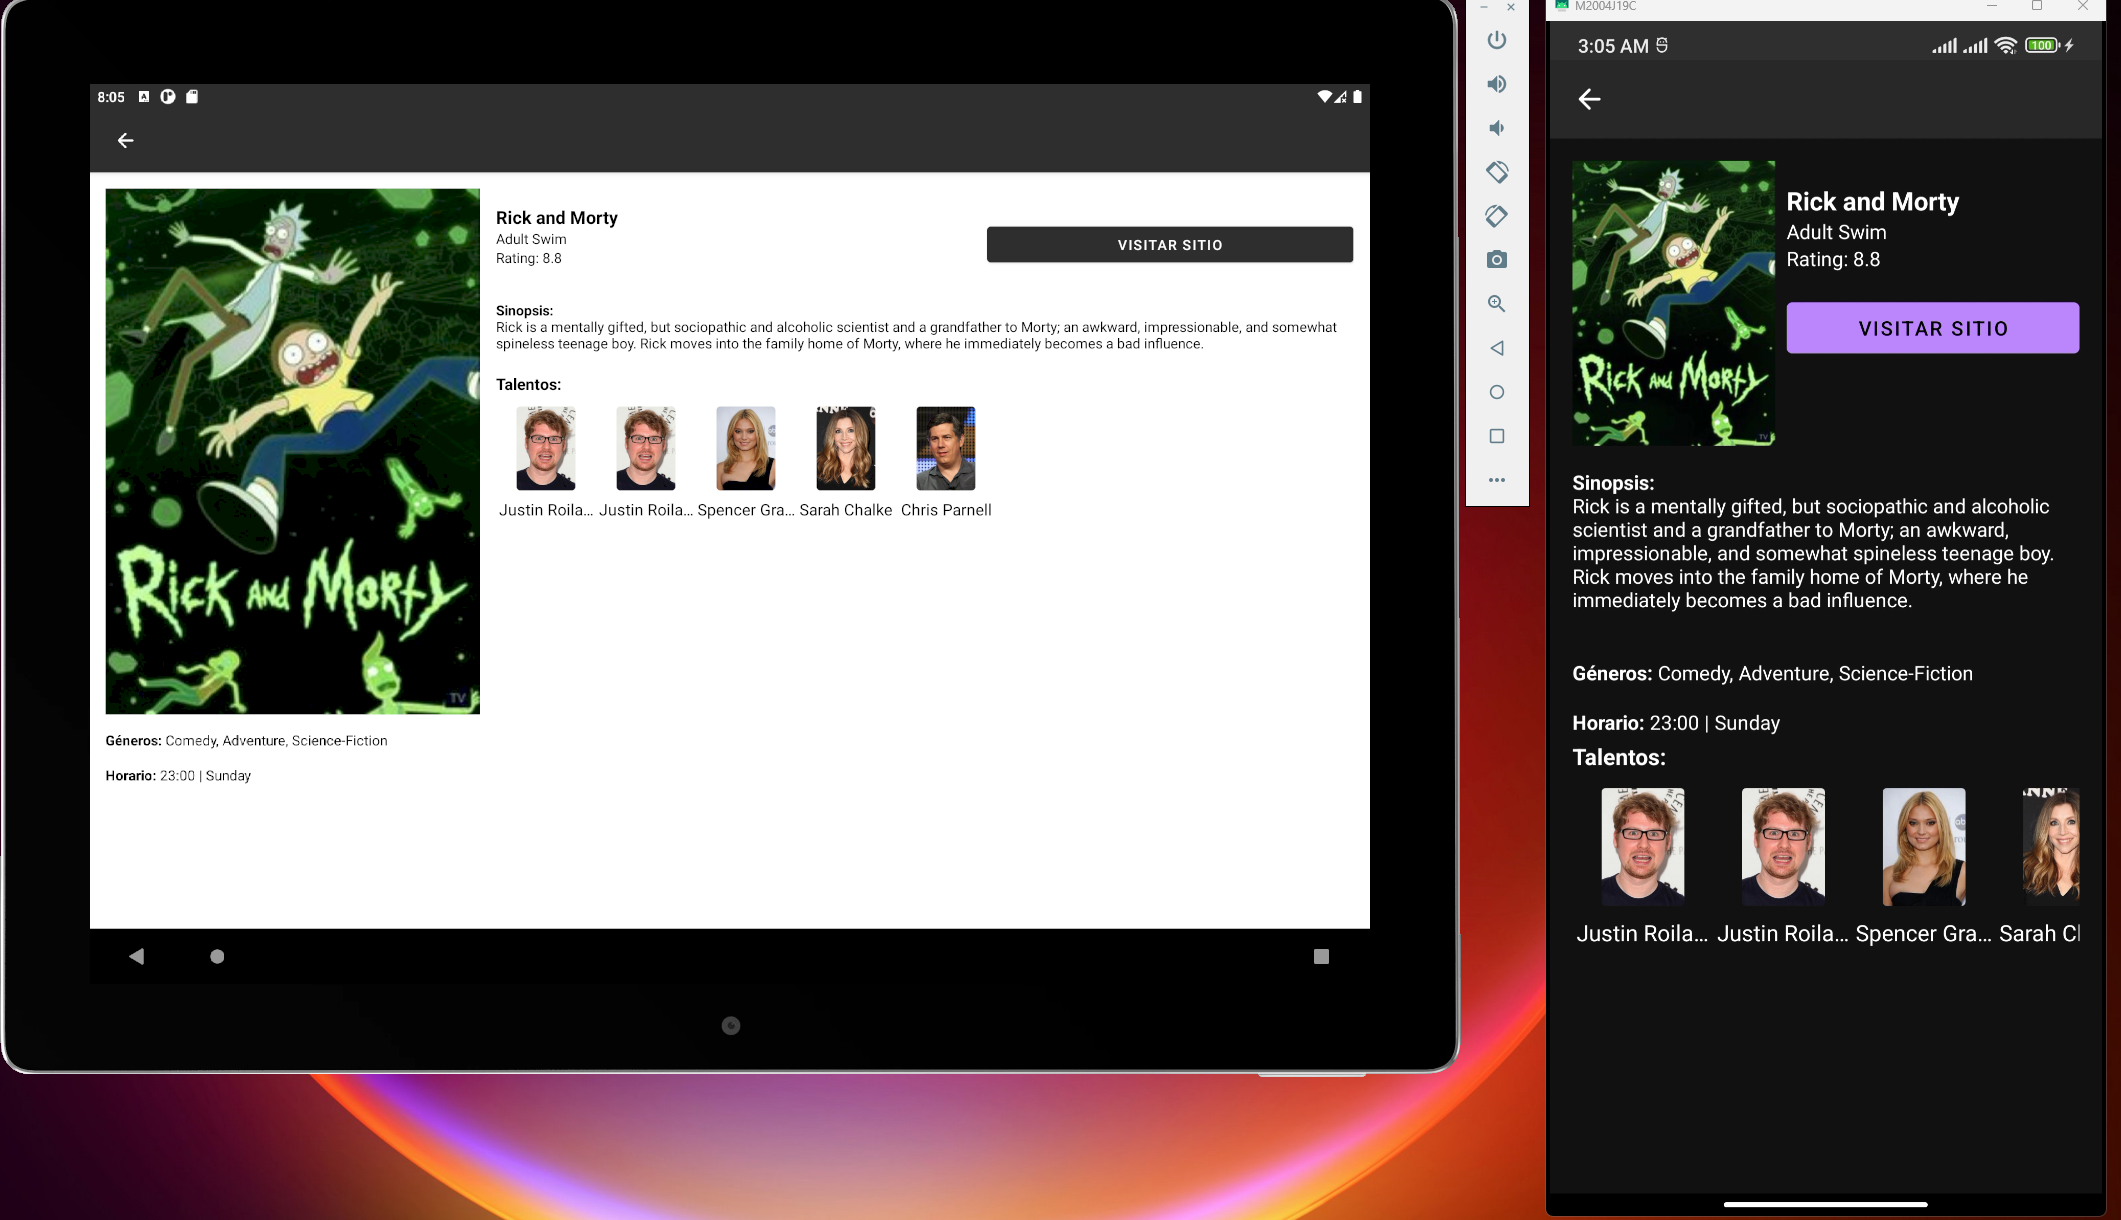 8:05
Rick and Morty
Adult Swim
Rating: 8.8
VISITAR SITIO
Sinopsis:
Rick is a mentally gifted, but sociopathic and alcoholic scientist and a grandfather to Morty; an awkward, impressionable, and somewhat
spineless teenage boy. Rick moves into the family home of Morty, where he immediately becomes a bad influence.
Talentos:
Justin Roila... Justin Roila... Spencer Gra... Sarah Chalke Chris Parnell
RICK AND MORTY
TV
Géneros: Comedy, Adventure, Science-Fiction
Horario: 23:00 | Sunday
M2004J19C
3:05 AM
100
Rick and Morty
Adult Swim
Rating: 8.8
VISITAR SITIO
RICK AND MORTY
TV
Sinopsis:
Rick is a mentally gifted, but sociopathic and alcoholic
scientist and a grandfather to Morty; an awkward,
impressionable, and somewhat spineless teenage boy.
Rick moves into the family home of Morty, where he
immediately becomes a bad influence.
Géneros: Comedy, Adventure, Science-Fiction
Horario: 23:00 | Sunday
Talentos:
Justin Roila... Justin Roila... Spencer Gra... Sarah Cl